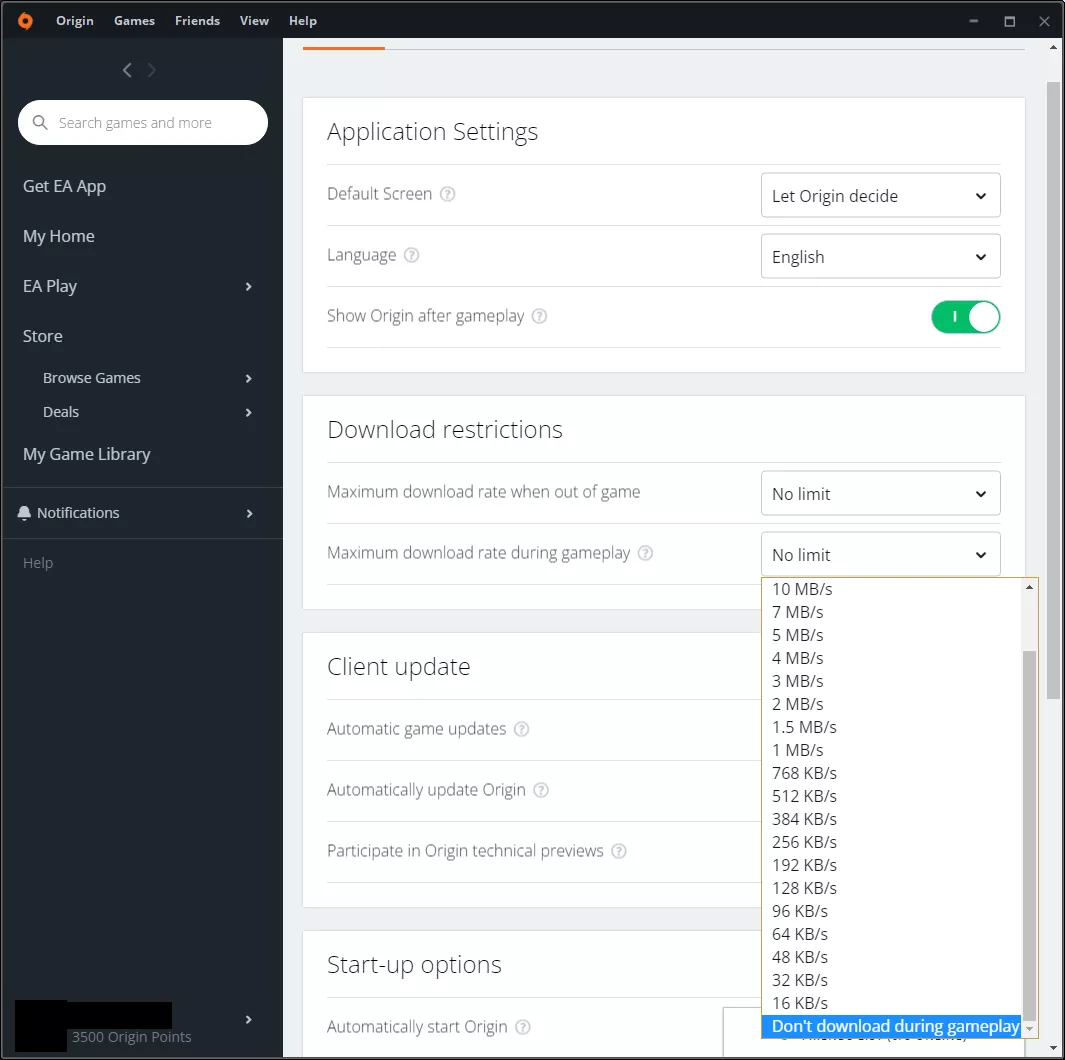 Origin Games Friends View Help
Search games and more
Get EA App
My Home
EA Play
Store
Browse Games
Deals
My Game Library
Notifications
Help
3500 Origin Points
Application Settings
Default Screen ? Let Origin decide
Language ? English
Show Origin after gameplay ?
Download restrictions
Maximum download rate when out of game No limit
Maximum download rate during gameplay ? No limit
10 MB/s
7 MB/s
5 MB/s
4 MB/s
3 MB/s
2 MB/s
1.5 MB/s
1 MB/s
768 KB/s
512 KB/s
384 KB/s
256 KB/s
192 KB/s
128 KB/s
96 KB/s
64 KB/s
48 KB/s
32 KB/s
16 KB/s
Don't download during gameplay
Client update
Automatic game updates ?
Automatically update Origin ?
Participate in Origin technical previews ?
Start-up options
Automatically start Origin ?